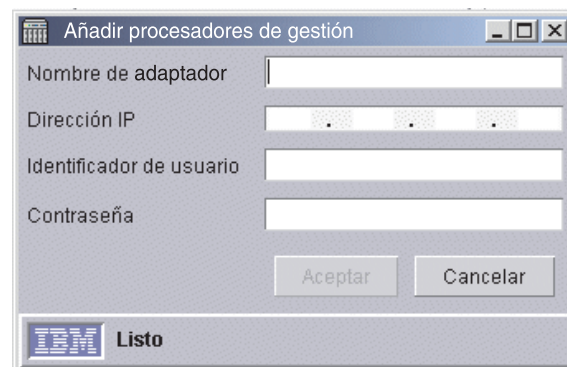 Añadir procesadores de gestión
Nombre de adaptador
Dirección IP
. . .
Identificador de usuario
Contraseña
Aceptar Cancelar
IBM Listo